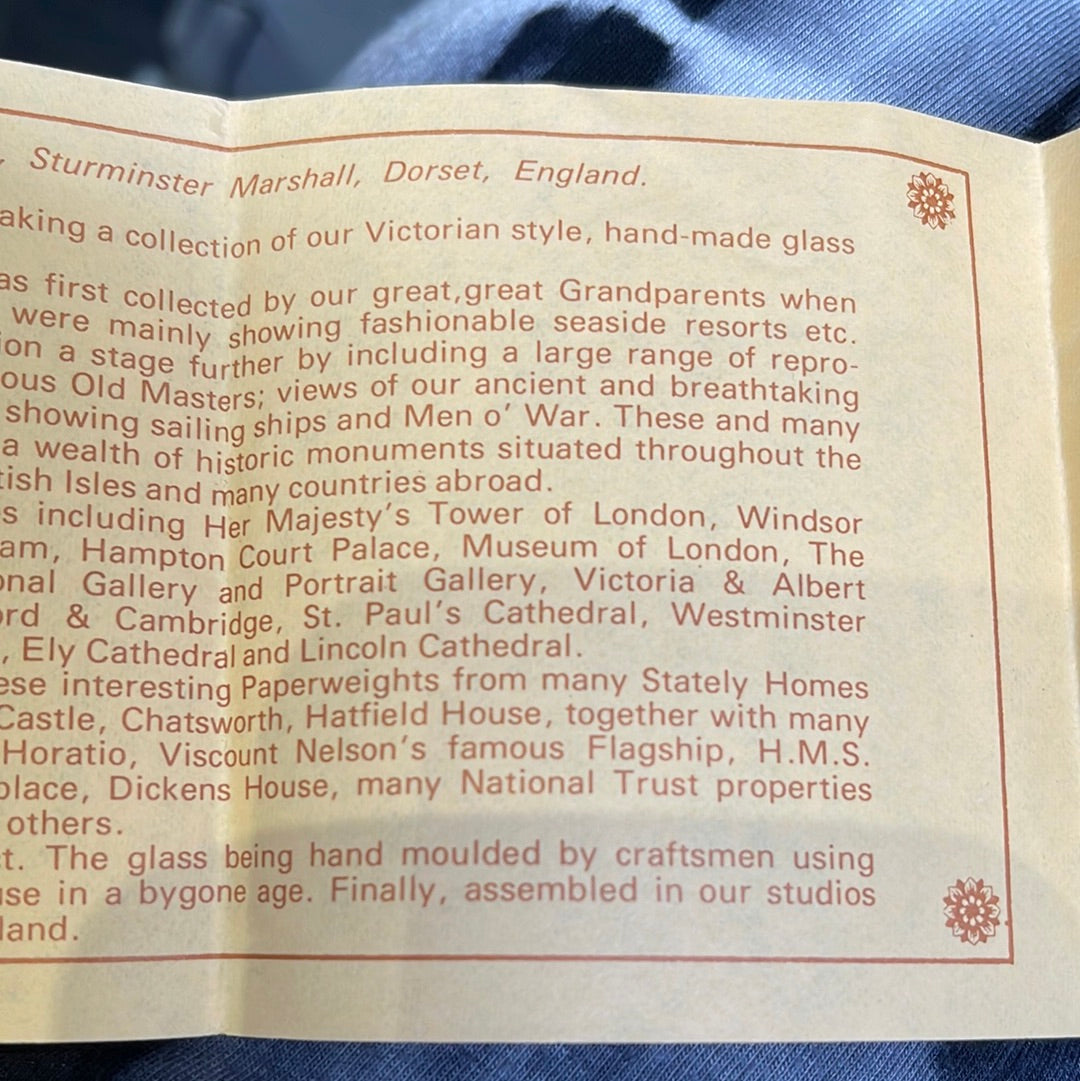 Sturminster Marshall, Dorset, England.
aking a collection of our Victorian style, hand-made glass
as first collected by our great,great Grandparents when
were mainly showing fashionable seaside resorts etc.
ion a stage further by including a large range of repro-
ous Old Masters; views of our ancient and breathtaking
showing sailing ships and Men o' War. These and many
a wealth of historic monuments situated throughout the
tish Isles and many countries abroad.
s including Her Majesty's Tower of London, Windsor
am, Hampton Court Palace, Museum of London, The
onal Gallery and Portrait Gallery, Victoria & Albert
ord & Cambridge, St. Paul's Cathedral, Westminster
, Ely Cathedral and Lincoln Cathedral.
ese interesting Paperweights from many Stately Homes
Castle, Chatsworth, Hatfield House, together with many
Horatio, Viscount Nelson's famous Flagship, H.M.S.
place, Dickens House, many National Trust properties
others.
ct. The glass being hand moulded by craftsmen using
use in a bygone age. Finally, assembled in our studios
land.